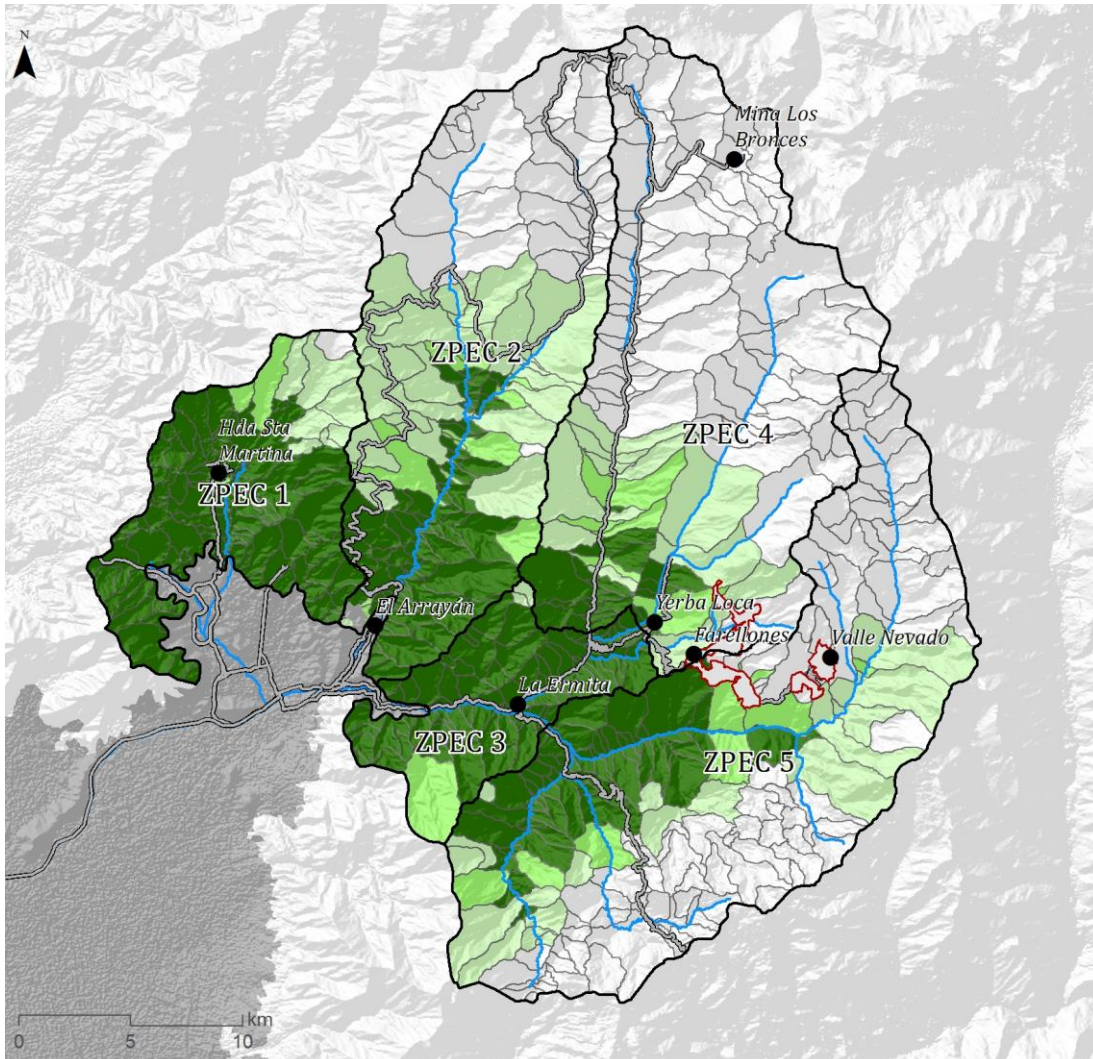 N
Mina Los
Bronces
ZPEC 2
ZPEC 4
Hda Sta
Martina
ZPEC 1
El Arrayán
Yerba Loca
Farellones
Valle Nevado
La Ermita
ZPEC 3
ZPEC 5
km
0 5 10